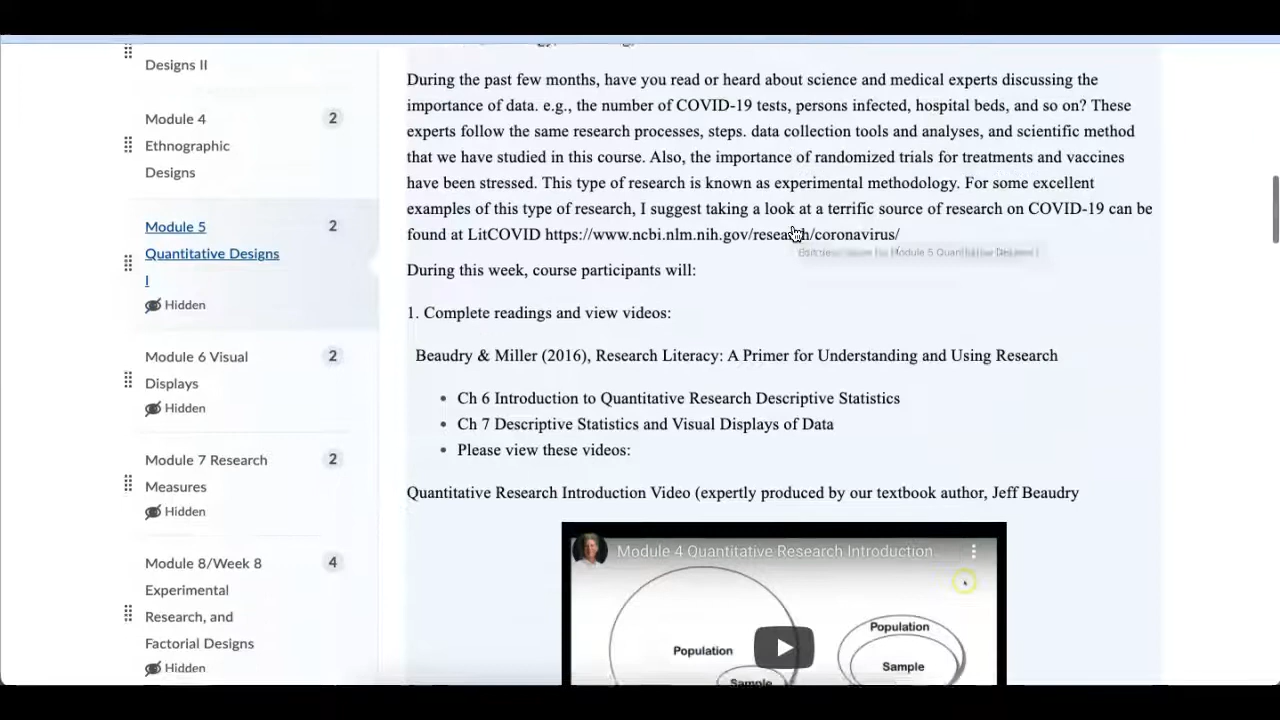 Designs II
Module 4
2
Ethnographic
Designs
Module 5
2
Quantitative Designs
I
Hidden
Module 6 Visual
2
Displays
Hidden
Module 7 Research
2
Measures
Hidden
Module 8/Week 8
4
Experimental
Research, and
Factorial Designs
Hidden
During the past few months, have you read or heard about science and medical experts discussing the
importance of data. e.g., the number of COVID-19 tests, persons infected, hospital beds, and so on? These
experts follow the same research processes, steps. data collection tools and analyses, and scientific method
that we have studied in this course. Also, the importance of randomized trials for treatments and vaccines
have been stressed. This type of research is known as experimental methodology. For some excellent
examples of this type of research, I suggest taking a look at a terrific source of research on COVID-19 can be
found at LitCOVID https://www.ncbi.nlm.nih.gov/research/coronavirus/
During this week, course participants will:
1. Complete readings and view videos:
Beaudry & Miller (2016), Research Literacy: A Primer for Understanding and Using Research
• Ch 6 Introduction to Quantitative Research Descriptive Statistics
• Ch 7 Descriptive Statistics and Visual Displays of Data
• Please view these videos:
Quantitative Research Introduction Video (expertly produced by our textbook author, Jeff Beaudry
Module 4 Quantitative Research Introduction
Population
Sample
Population
Sample